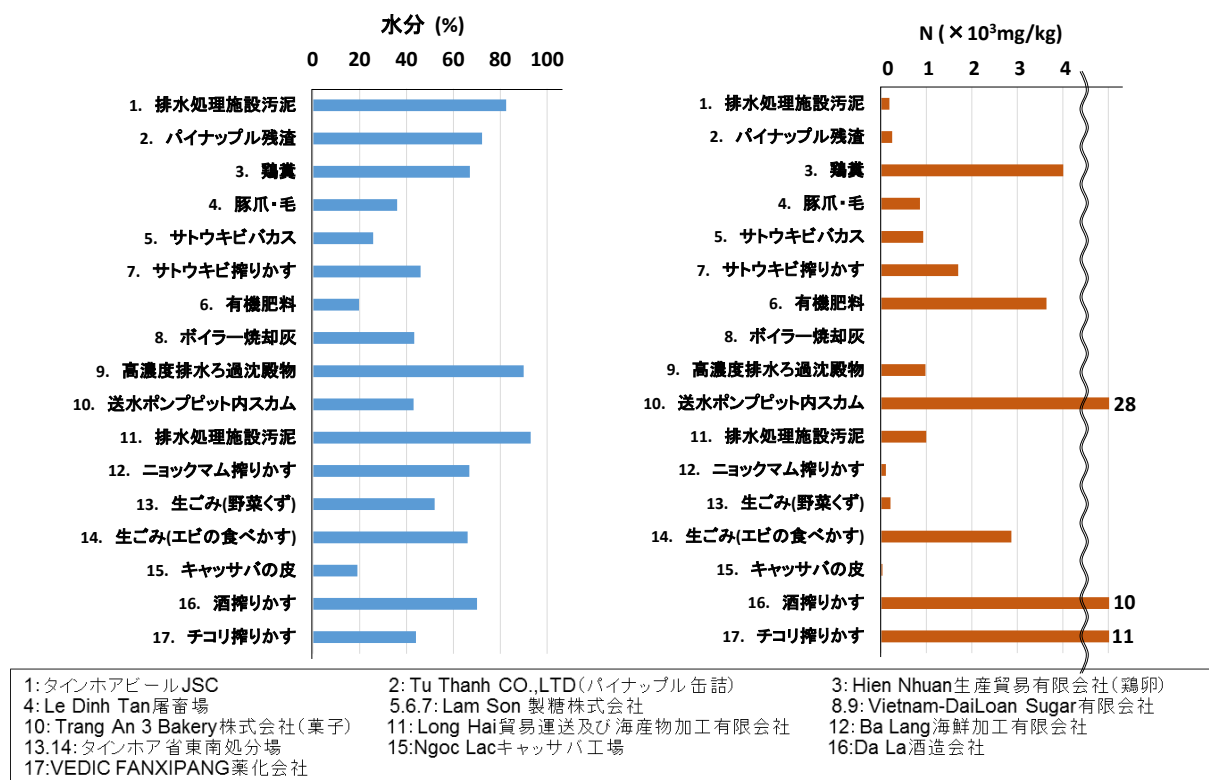 水分 (%)
0 20 40 60 80 100
1. 排水処理施設汚泥
2. パイナップル残渣
3. 鶏糞
4. 豚爪・毛
5. サトウキビバカス
7. サトウキビ搾りかす
6. 有機肥料
8. ボイラー焼却灰
9. 高濃度排水ろ過沈殿物
10. 送水ポンプピット内スカム
11. 排水処理施設汚泥
12. ニョックマム搾りかす
13. 生ごみ(野菜くず)
14. 生ごみ(エビの食べかす)
15. キャッサバの皮
16. 酒搾りかす
17. チコリ搾りかす
N (×10³mg/kg)
0 1 2 3 4
1. 排水処理施設汚泥
2. パイナップル残渣
3. 鶏糞
4. 豚爪・毛
5. サトウキビバカス
7. サトウキビ搾りかす
6. 有機肥料
8. ボイラー焼却灰
9. 高濃度排水ろ過沈殿物
10. 送水ポンプピット内スカム 28
11. 排水処理施設汚泥
12. ニョックマム搾りかす
13. 生ごみ(野菜くず)
14. 生ごみ(エビの食べかす)
15. キャッサバの皮
16. 酒搾りかす 10
17. チコリ搾りかす 11
1:タインホアビールJSC 2: Tu Thanh CO.,LTD(パイナップル缶詰) 3: Hien Nhuan生産貿易有限会社(鶏卵)
4: Le Dinh Tan屠畜場 5.6.7: Lam Son 製糖株式会社 8.9: Vietnam-DaiLoan Sugar有限会社
10: Trang An 3 Bakery株式会社(菓子) 11: Long Hai貿易運送及び海産物加工有限会社 12: Ba Lang海鮮加工有限会社
13.14:タインホア省東南処分場 15:Ngoc Lacキャッサバ工場 16:Da La酒造会社
17:VEDIC FANXIPANG薬化会社